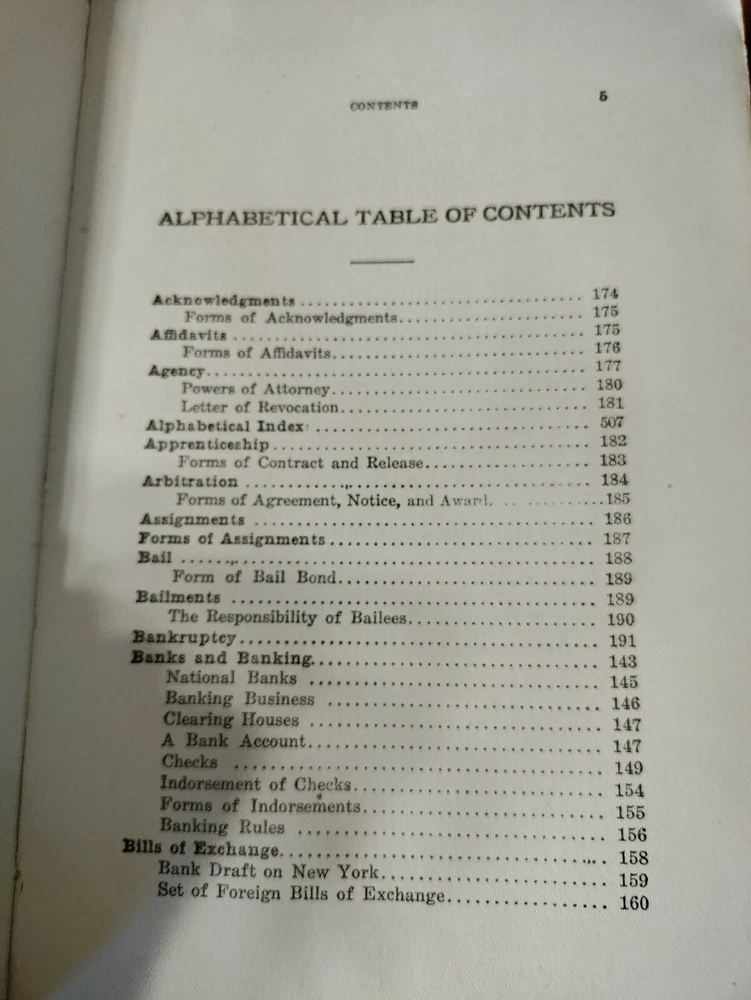 CONTENTS 5
ALPHABETICAL TABLE OF CONTENTS
Acknowledgments ................................ 174
Forms of Acknowledgments........................ 175
Affidavits ................................ 175
Forms of Affidavits........................ 176
Agency................................ 177
Powers of Attorney........................ 180
Letter of Revocation........................ 181
Alphabetical Index ................................ 507
Apprenticeship................................ 182
Forms of Contract and Release................ 183
Arbitration ................................ 184
Forms of Agreement, Notice, and Award. ............185
Assignments ................................ 186
Forms of Assignments........................ 187
Bail ................................ 188
Form of Bail Bond........................ 189
Bailments ................................ 189
The Responsibility of Bailees................ 190
Bankruptcy................................ 191
Banks and Banking........................ 143
National Banks ........................ 145
Banking Business ........................ 146
Clearing Houses ........................ 147
A Bank Account........................ 147
Checks ................................ 149
Indorsement of Checks........................ 154
Forms of Indorsements........................ 155
Banking Rules ........................ 156
Bills of Exchange........................ 158
Bank Draft on New York........................ 159
Set of Foreign Bills of Exchange................ 160